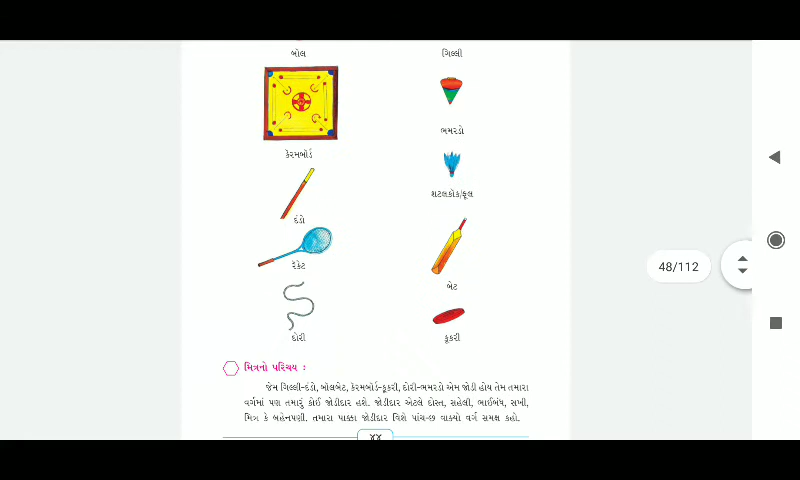 બોલ
ગિલ્લી
કેરમબોર્ડ
ભમરડો
શટલકોક/ફૂલ
દંડો
રૅકેટ
બેટ
દોરી
કૂકરી
મિત્રનો પરિચય :
જેમ ગિલ્લી-દંડો, બોલબેટ, કેરમબોર્ડ-કૂકરી, દોરી-ભમરડો એમ જોડી હોય તેમ તમારા
વર્ગમાં પણ તમારું કોઈ જોડીદાર હશે. જોડીદાર એટલે દોસ્ત, સહેલી, ભાઈબંધ, સખી,
મિત્ર કે બહેનપણી. તમારા પાક્કા જોડીદાર વિશે પાંચ-છ વાક્યો વર્ગ સમક્ષ કહો.
48/112